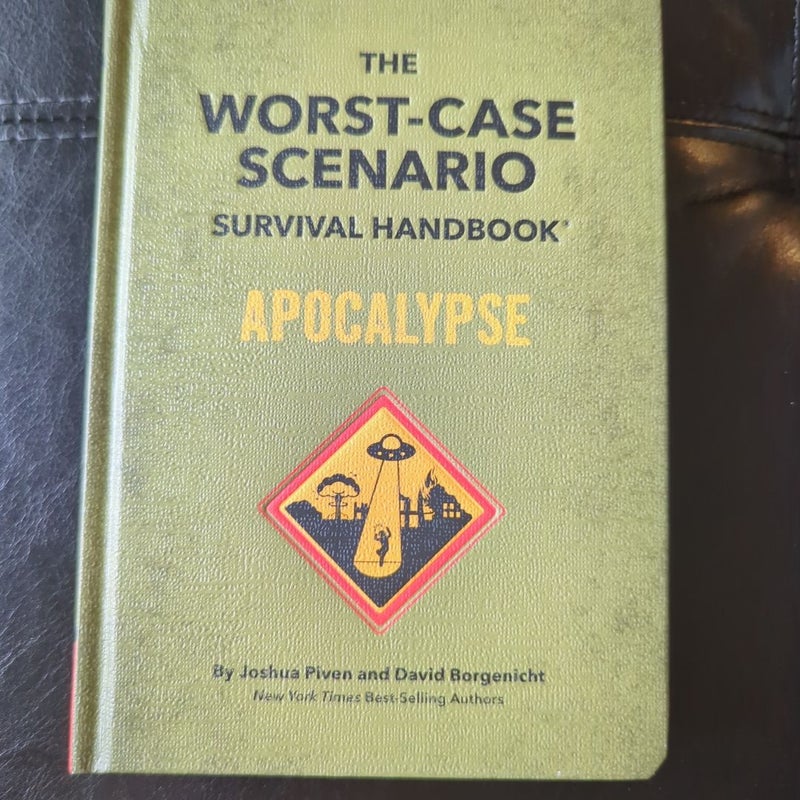 THE
WORST-CASE
SCENARIO
SURVIVAL HANDBOOK®
APOCALYPSE
By Joshua Piven and David Borgenicht
New York Times Best-Selling Authors